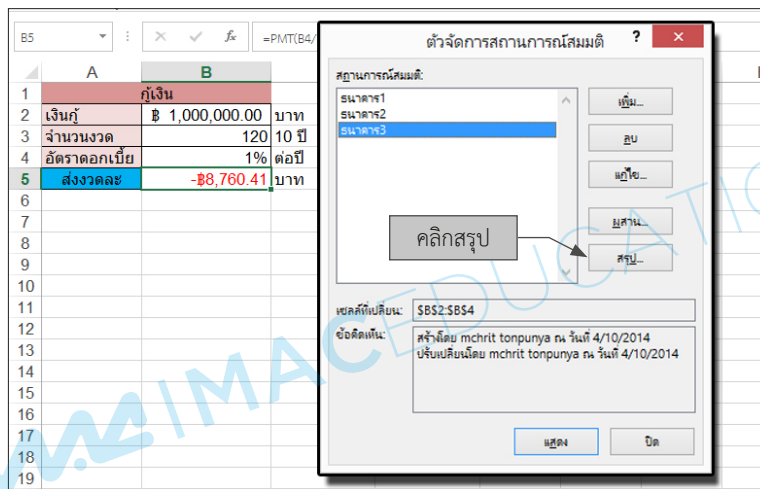 B5 fx =PMT(B4/
A B
1 กู้เงิน
2 เงินกู้ ฿ 1,000,000.00 บาท
3 จำนวนงวด 120 10 ปี
4 อัตราดอกเบี้ย 1% ต่อปี
5 ส่งงวดละ -฿8,760.41 บาท
6
7
8
9
10
11
12
13
14
15
16
17
18
19
ตัวจัดการสถานการณ์สมมติ ? ×
สถานการณ์สมมติ:
ธนาคาร1
ธนาคาร2
ธนาคาร3
เพิ่ม...
ลบ
แก้ไข...
ผสาน...
สรุป...
คลิกสรุป
เซลล์ที่เปลี่ยน: $B$2:$B$4
ข้อคิดเห็น: สร้างโดย mchrit tonpunya ณ วันที่ 4/10/2014
ปรับเปลี่ยนโดย mchrit tonpunya ณ วันที่ 4/10/2014
แสดง ปิด
IMACEDUCATIO